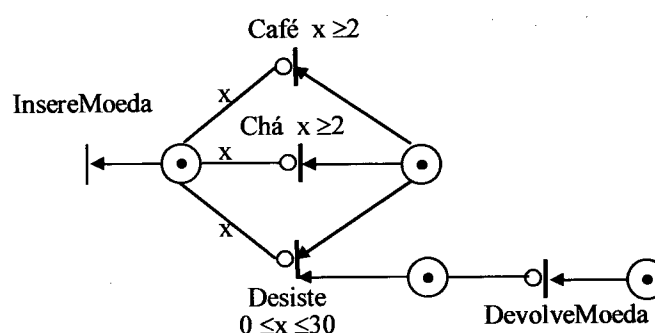 Café x ≥2
InsereMoeda
x
Chá x ≥2
x
x
Desiste
0 ≤x ≤30
DevolveMoeda